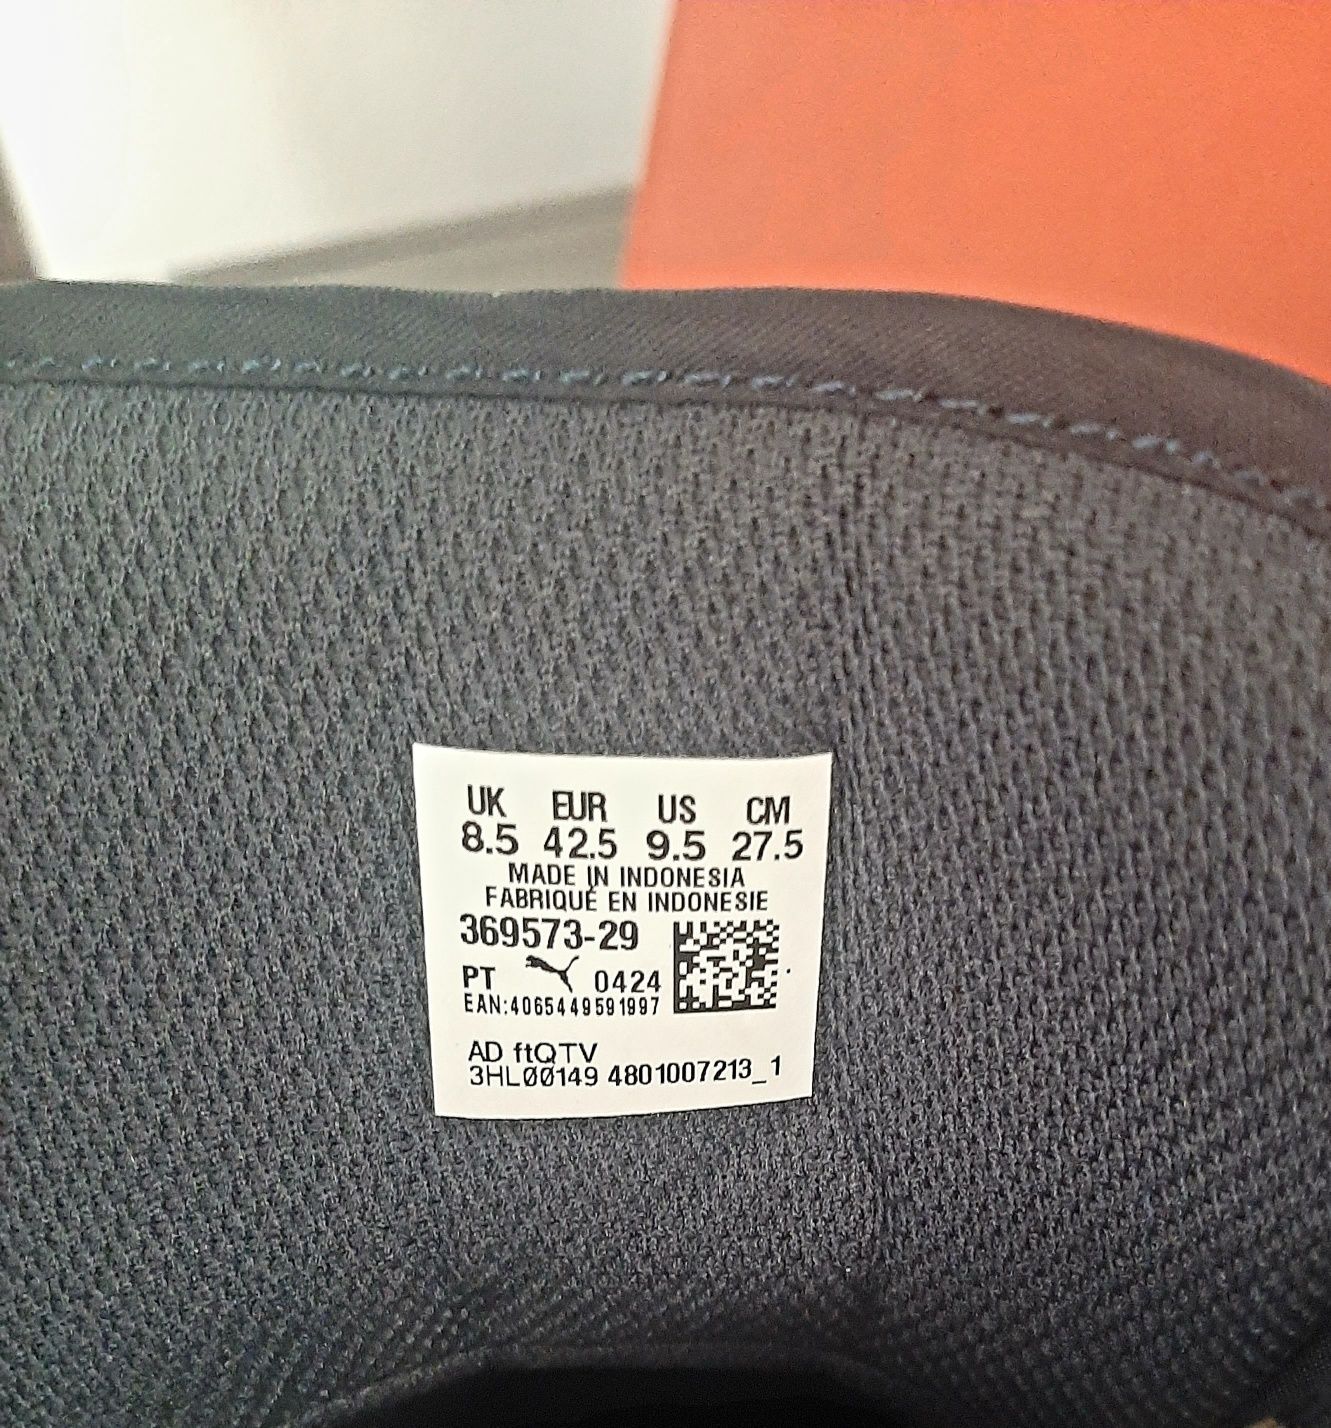 UK EUR US CM
8.5 42.5 9.5 27.5
MADE IN INDONESIA
FABRIQUÉ EN INDONESIE
369573-29
PT 0424
EAN:4065449591997
AD ftQTV
3HL00149 4801007213_1